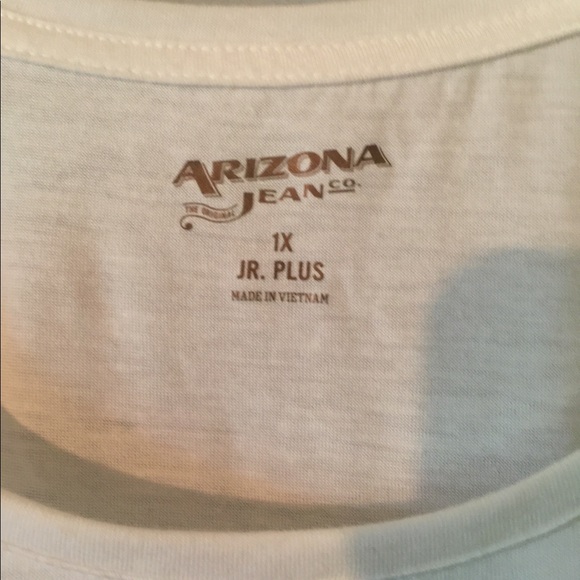 ARIZONA
JEAN CO.
THE ORIGINAL
1X
JR. PLUS
MADE IN VIETNAM